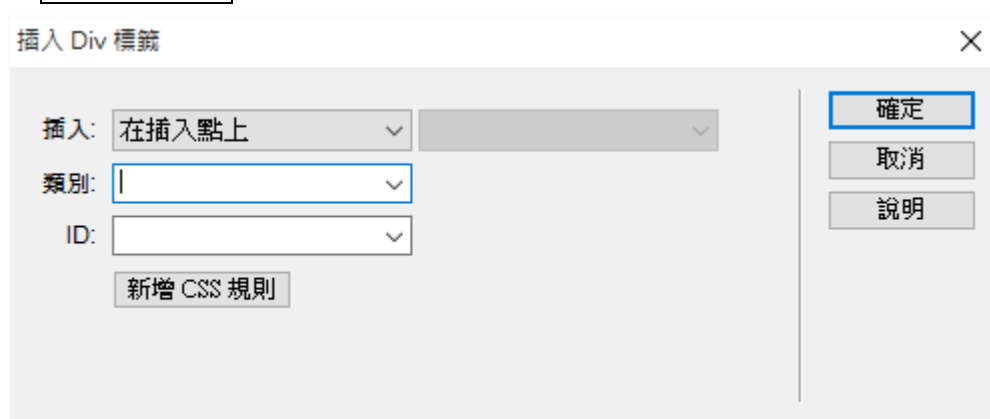 插入 Div 標籤
插入: 在插入點上
類別:
ID:
新增 CSS 規則
確定
取消
說明